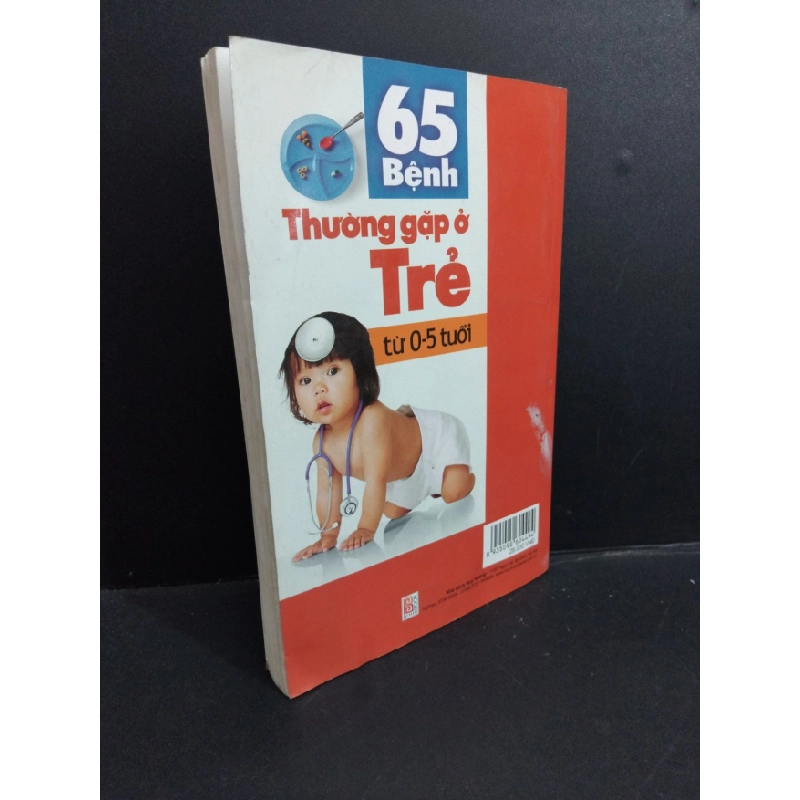 65
Bệnh
Thường gặp ở
Trẻ
từ 0-5 tuổi